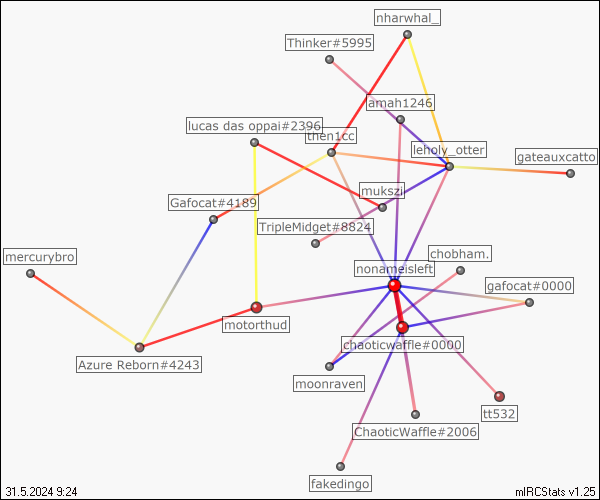 nharwhal_
Thinker#5995
amah1246
lucas das oppai#2396
then1cc
leholy_otter
gateauxcatto
mukszi
Gafocat#4189
TripleMidget#8824
chobham.
mercurybro
nonameisleft
gafocat#0000
motorthud
chaoticwaffle#0000
Azure Reborn#4243
moonraven
tt532
ChaoticWaffle#2006
fakedingo
31.5.2024 9:24
mIRCStats v1.25